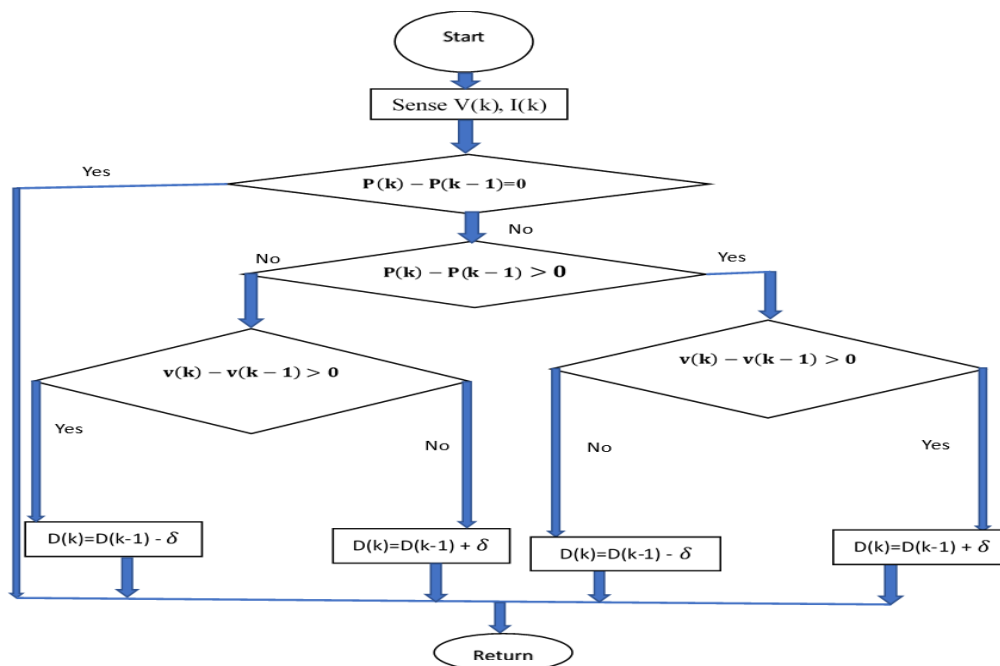 Start
Sense V(k), I(k)
Yes
P(k) − P(k − 1)=0
No
No
P(k) − P(k − 1) > 0
Yes
v(k) − v(k − 1) > 0
v(k) − v(k − 1) > 0
Yes
No
No
Yes
D(k)=D(k-1) - δ
D(k)=D(k-1) + δ
D(k)=D(k-1) - δ
D(k)=D(k-1) + δ
Return